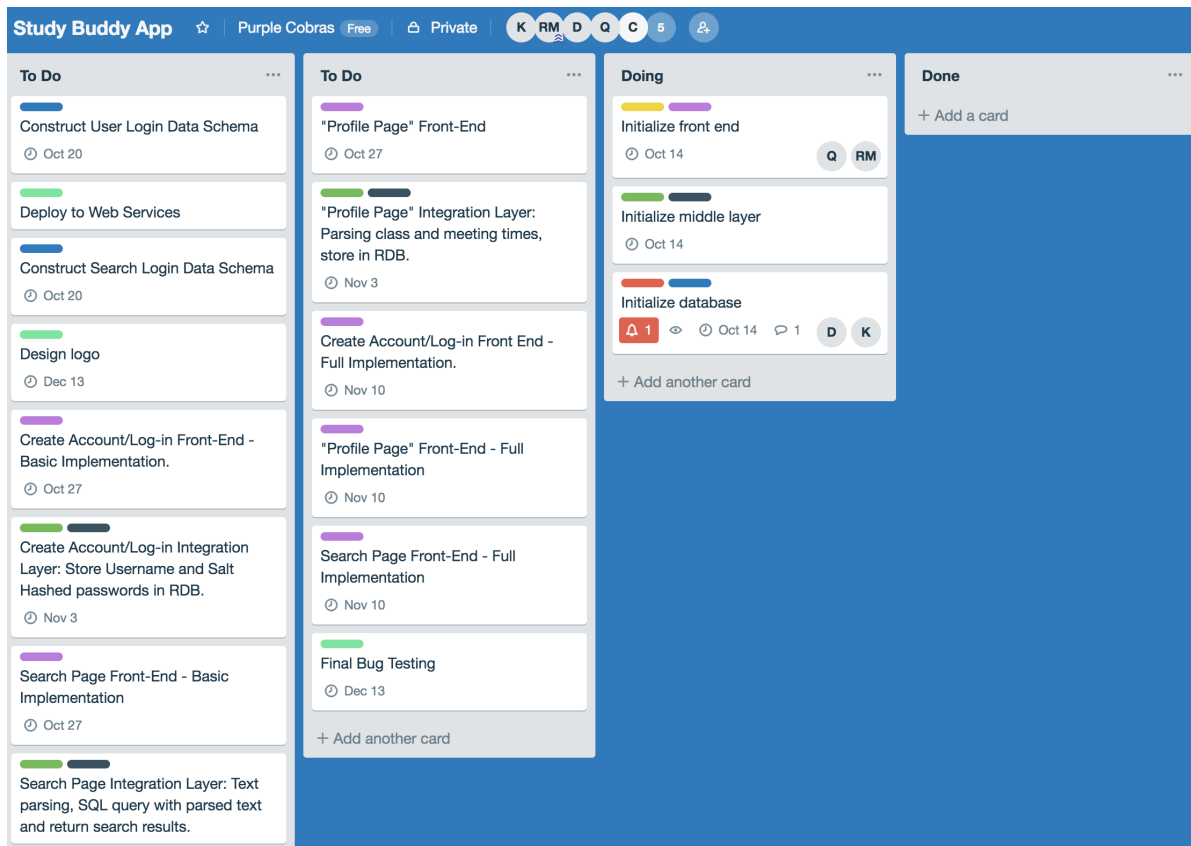 Study Buddy App
Purple Cobras
Free
Private
K
RM
D
Q
C
5
To Do
Construct User Login Data Schema
Oct 20
Deploy to Web Services
Construct Search Login Data Schema
Oct 20
Design logo
Dec 13
Create Account/Log-in Front-End -
Basic Implementation.
Oct 27
Create Account/Log-in Integration
Layer: Store Username and Salt
Hashed passwords in RDB.
Nov 3
Search Page Front-End - Basic
Implementation
Oct 27
Search Page Integration Layer: Text
parsing, SQL query with parsed text
and return search results.
To Do
"Profile Page" Front-End
Oct 27
"Profile Page" Integration Layer:
Parsing class and meeting times,
store in RDB.
Nov 3
Create Account/Log-in Front End -
Full Implementation.
Nov 10
"Profile Page" Front-End - Full
Implementation
Nov 10
Search Page Front-End - Full
Implementation
Nov 10
Final Bug Testing
Dec 13
+ Add another card
Doing
Initialize front end
Oct 14
Q
RM
Initialize middle layer
Oct 14
Initialize database
1
Oct 14
1
D
K
+ Add another card
Done
+ Add a card